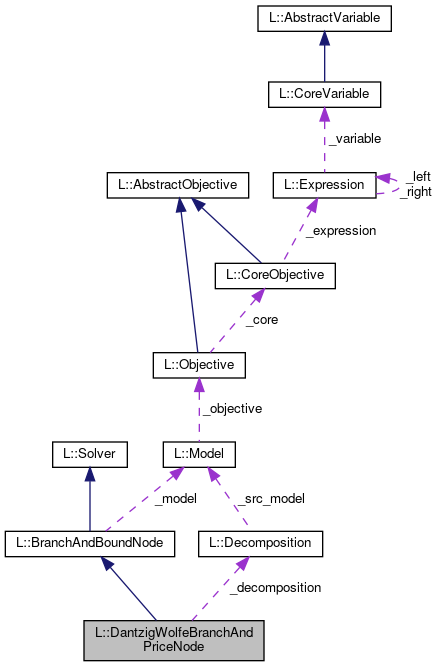 L::AbstractVariable
L::CoreVariable
_variable
L::AbstractObjective
L::Expression
_left
_right
_expression
L::CoreObjective
_core
L::Objective
_objective
L::Solver
L::Model
_model
_src_model
L::BranchAndBoundNode
L::Decomposition
_decomposition
L::DantzigWolfeBranchAnd
PriceNode